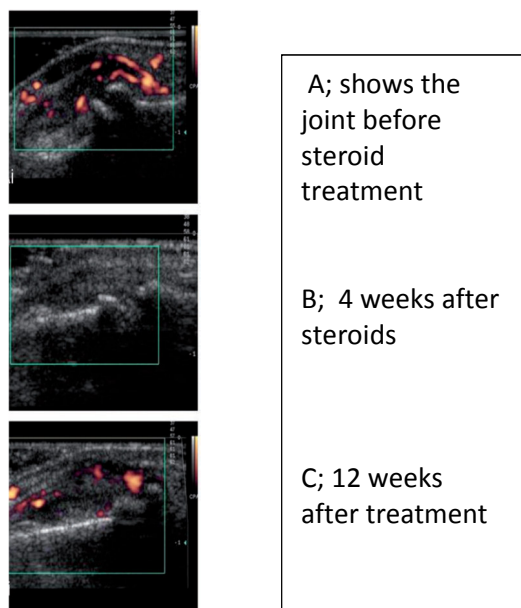 A; shows the
joint before
steroid
treatment
B;  4 weeks after
steroids
C; 12 weeks
after treatment